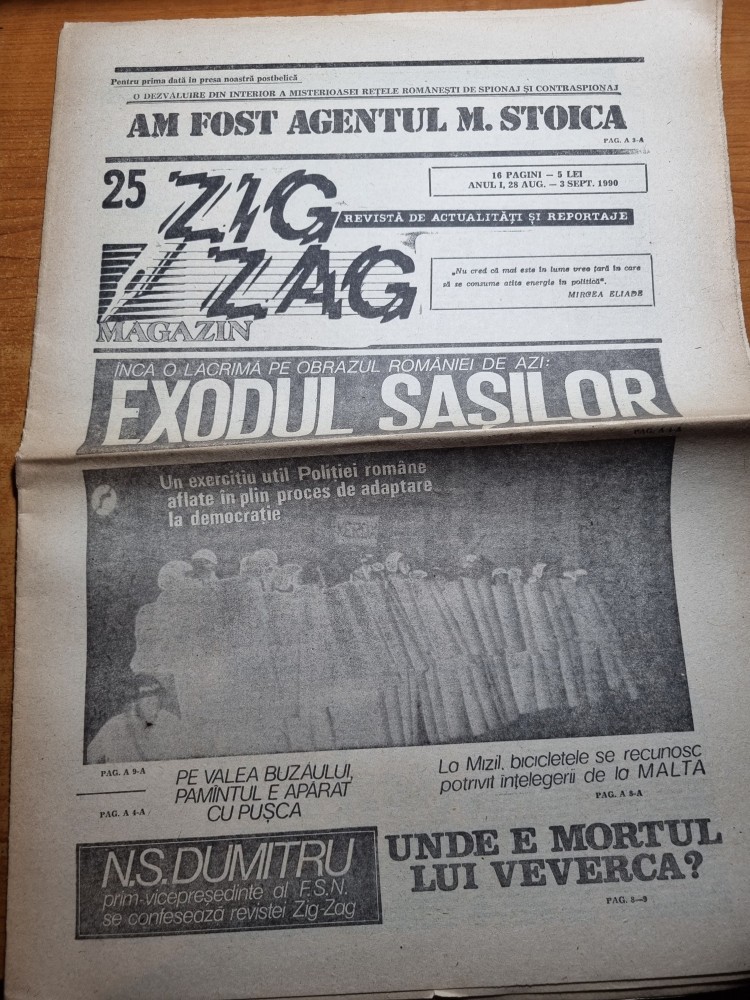 Pentru prima dată în presa noastră postbelică
O DEZVĂLUIRE DIN INTERIOR A MISTERIOASEI REȚELE ROMÂNEȘTI DE SPIONAJ ȘI CONTRASPIONAJ
AM FOST AGENTUL M. STOICA
PAG. A 3-A
25
ZIG
ZAG
MAGAZIN
16 PAGINI — 5 LEI
ANUL I, 28 AUG. — 3 SEPT. 1990
REVISTĂ DE ACTUALITĂȚI ȘI REPORTAJE
„Nu cred că mai este în lume vreo țară în care
să se consume atîta energie în politică".
MIRCEA ELIADE
ÎNCA O LACRIMA PE OBRAZUL ROMÂNIEI DE AZI:
EXODUL SAȘILOR
Un exercițiu util Poliției române
aflate în plin proces de adaptare
la democrație
PAG. A 9-A
PAG. A 4-A
PE VALEA BUZĂULUI,
PAMÎNTUL E APARAT
CU PUȘCA
La Mizil, bicicletele se recunosc
potrivit înțelegerii de la MALTA
N.S. DUMITRU
prim-vicepreședinte al F.S.N.
se confesează revistei Zig-Zag
UNDE E MORTUL
LUI VEVERCA?
PAG. 8—9